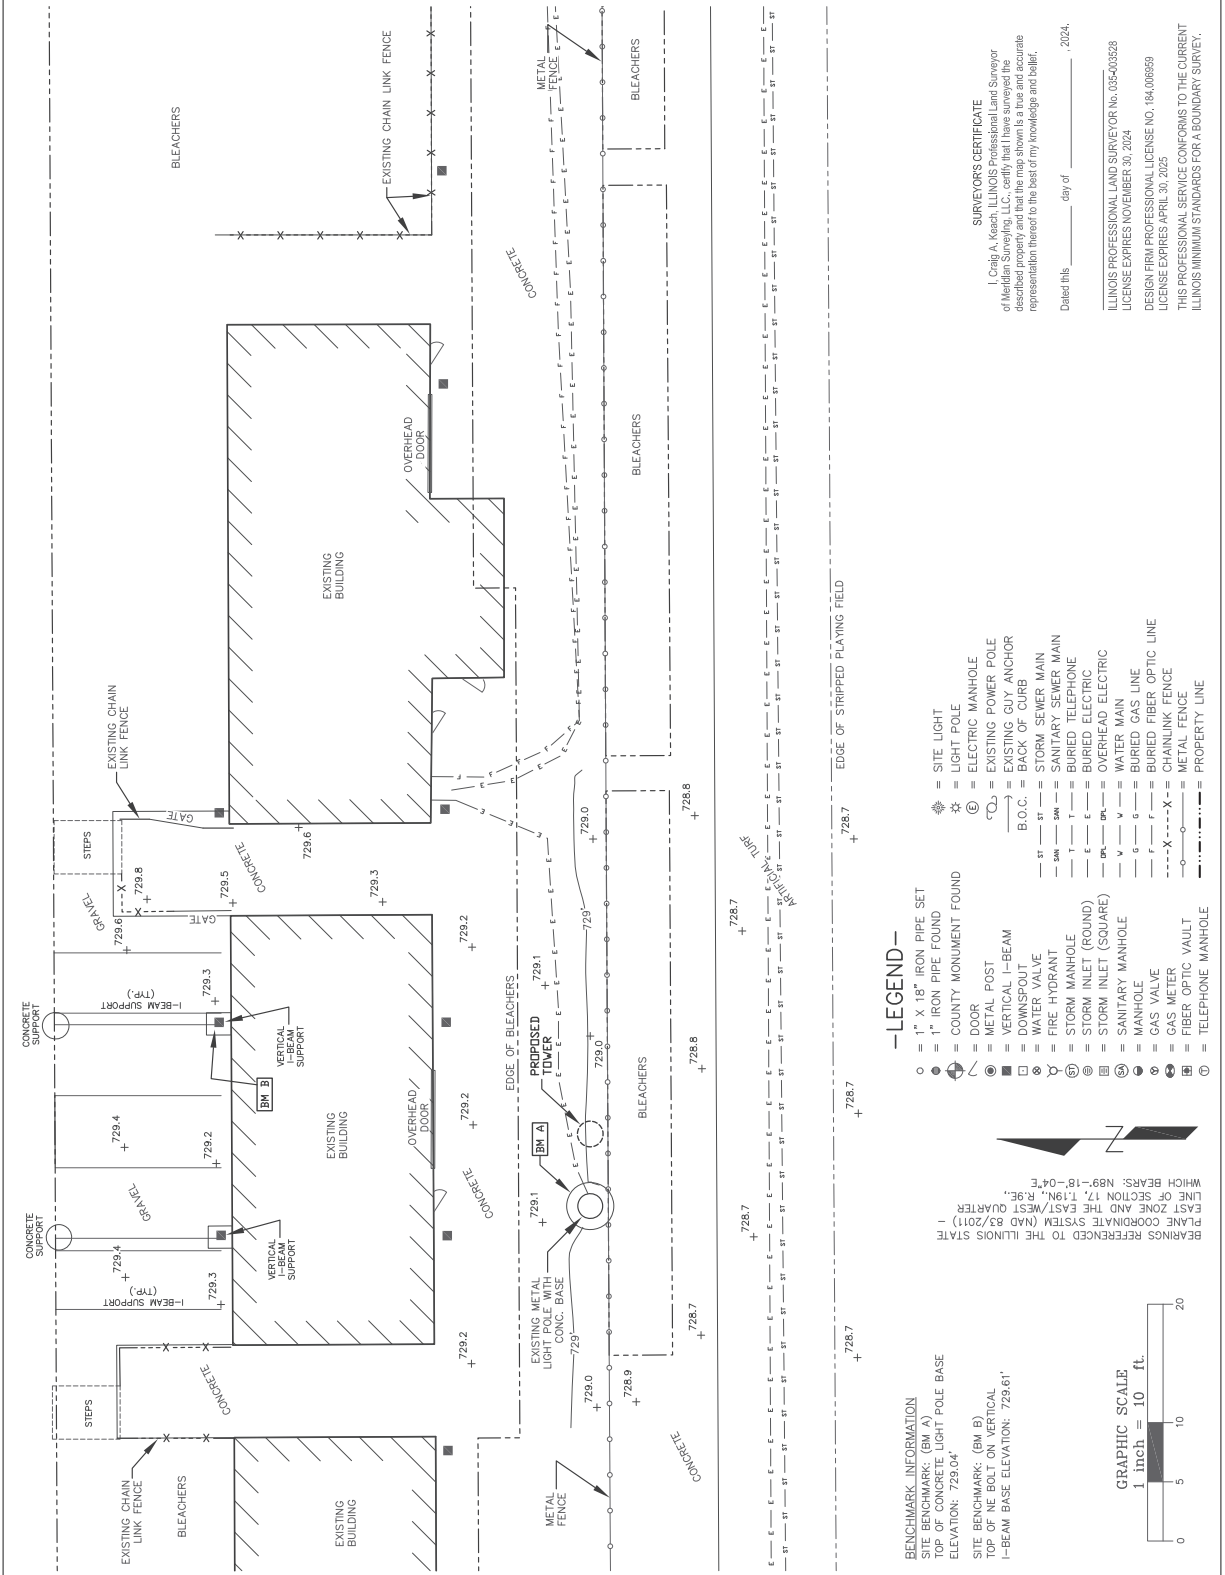 BLEACHERS
EXISTING CHAIN LINK FENCE
METAL
FENCE
BLEACHERS
CONCRETE
OVERHEAD
DOOR
BLEACHERS
EXISTING
BUILDING
EXISTING CHAIN
LINK FENCE
EDGE OF STRIPPED PLAYING FIELD
STEPS
GATE
729.6
729.0
728.8
728.7
729.8
729.5
CONCRETE
729.3
ARTIFICIAL TURF
GRAVEL
729.6
GATE
729.2
729'
728.7
CONCRETE
SUPPORT
I-BEAM SUPPORT
(TYP.)
729.3
VERTICAL
I-BEAM
SUPPORT
BM B
EDGE OF BLEACHERS
729.1
PROPOSED
TOWER
729.0
728.8
728.7
BLEACHERS
729.4
729.2
EXISTING
BUILDING
OVERHEAD
DOOR
729.2
BM A
GRAVEL
CONCRETE
729.1
728.7
CONCRETE
SUPPORT
729.4
I-BEAM SUPPORT
(TYP.)
729.3
VERTICAL
I-BEAM
SUPPORT
EXISTING METAL
LIGHT POLE WITH
CONC. BASE
729'
729.2
728.7
728.7
STEPS
CONCRETE
729.0
728.9
CONCRETE
EXISTING CHAIN
LINK FENCE
BLEACHERS
EXISTING
BUILDING
METAL
FENCE
SURVEYOR'S CERTIFICATE
I, Craig A. Keach, ILLINOIS Professional Land Surveyor
of Meridian Surveying, LLC., certify that I have surveyed the
described property and that the map shown is a true and accurate
representation thereof to the best of my knowledge and belief.
Dated this day of , 2024.
ILLINOIS PROFESSIONAL LAND SURVEYOR No. 035-003528
LICENSE EXPIRES NOVEMBER 30, 2024
DESIGN FIRM PROFESSIONAL LICENSE NO. 184.006959
LICENSE EXPIRES APRIL 30, 2025
THIS PROFESSIONAL SERVICE CONFORMS TO THE CURRENT
ILLINOIS MINIMUM STANDARDS FOR A BOUNDARY SURVEY.
-LEGEND-
= 1" X 18" IRON PIPE SET
= 1" IRON PIPE FOUND
= COUNTY MONUMENT FOUND
= DOOR
= METAL POST
= VERTICAL I-BEAM
= DOWNSPOUT
= WATER VALVE
= FIRE HYDRANT
ST = STORM MANHOLE
= STORM INLET (ROUND)
= STORM INLET (SQUARE)
SA = SANITARY MANHOLE
= MANHOLE
= GAS VALVE
= GAS METER
= FIBER OPTIC VAULT
T = TELEPHONE MANHOLE
= SITE LIGHT
= LIGHT POLE
E = ELECTRIC MANHOLE
= EXISTING POWER POLE
= EXISTING GUY ANCHOR
B.O.C. = BACK OF CURB
ST ST = STORM SEWER MAIN
SAN SAN = SANITARY SEWER MAIN
T T = BURIED TELEPHONE
E E = BURIED ELECTRIC
OPL OPL = OVERHEAD ELECTRIC
W W = WATER MAIN
G G = BURIED GAS LINE
F F = BURIED FIBER OPTIC LINE
X X = CHAINLINK FENCE
= METAL FENCE
= PROPERTY LINE
BEARINGS REFERENCED TO THE ILLINOIS STATE
PLANE COORDINATE SYSTEM (NAD 83/2011) -
EAST ZONE AND THE EAST/WEST QUARTER
LINE OF SECTION 17, T.19N., R.9E.,
WHICH BEARS: N89°-18'-04"E
BENCHMARK INFORMATION
SITE BENCHMARK: (BM A)
TOP OF CONCRETE LIGHT POLE BASE
ELEVATION: 729.04'
SITE BENCHMARK: (BM B)
TOP OF NE BOLT ON VERTICAL
I-BEAM BASE ELEVATION: 729.61'
GRAPHIC SCALE
1 inch = 10 ft.
0 5 10 20